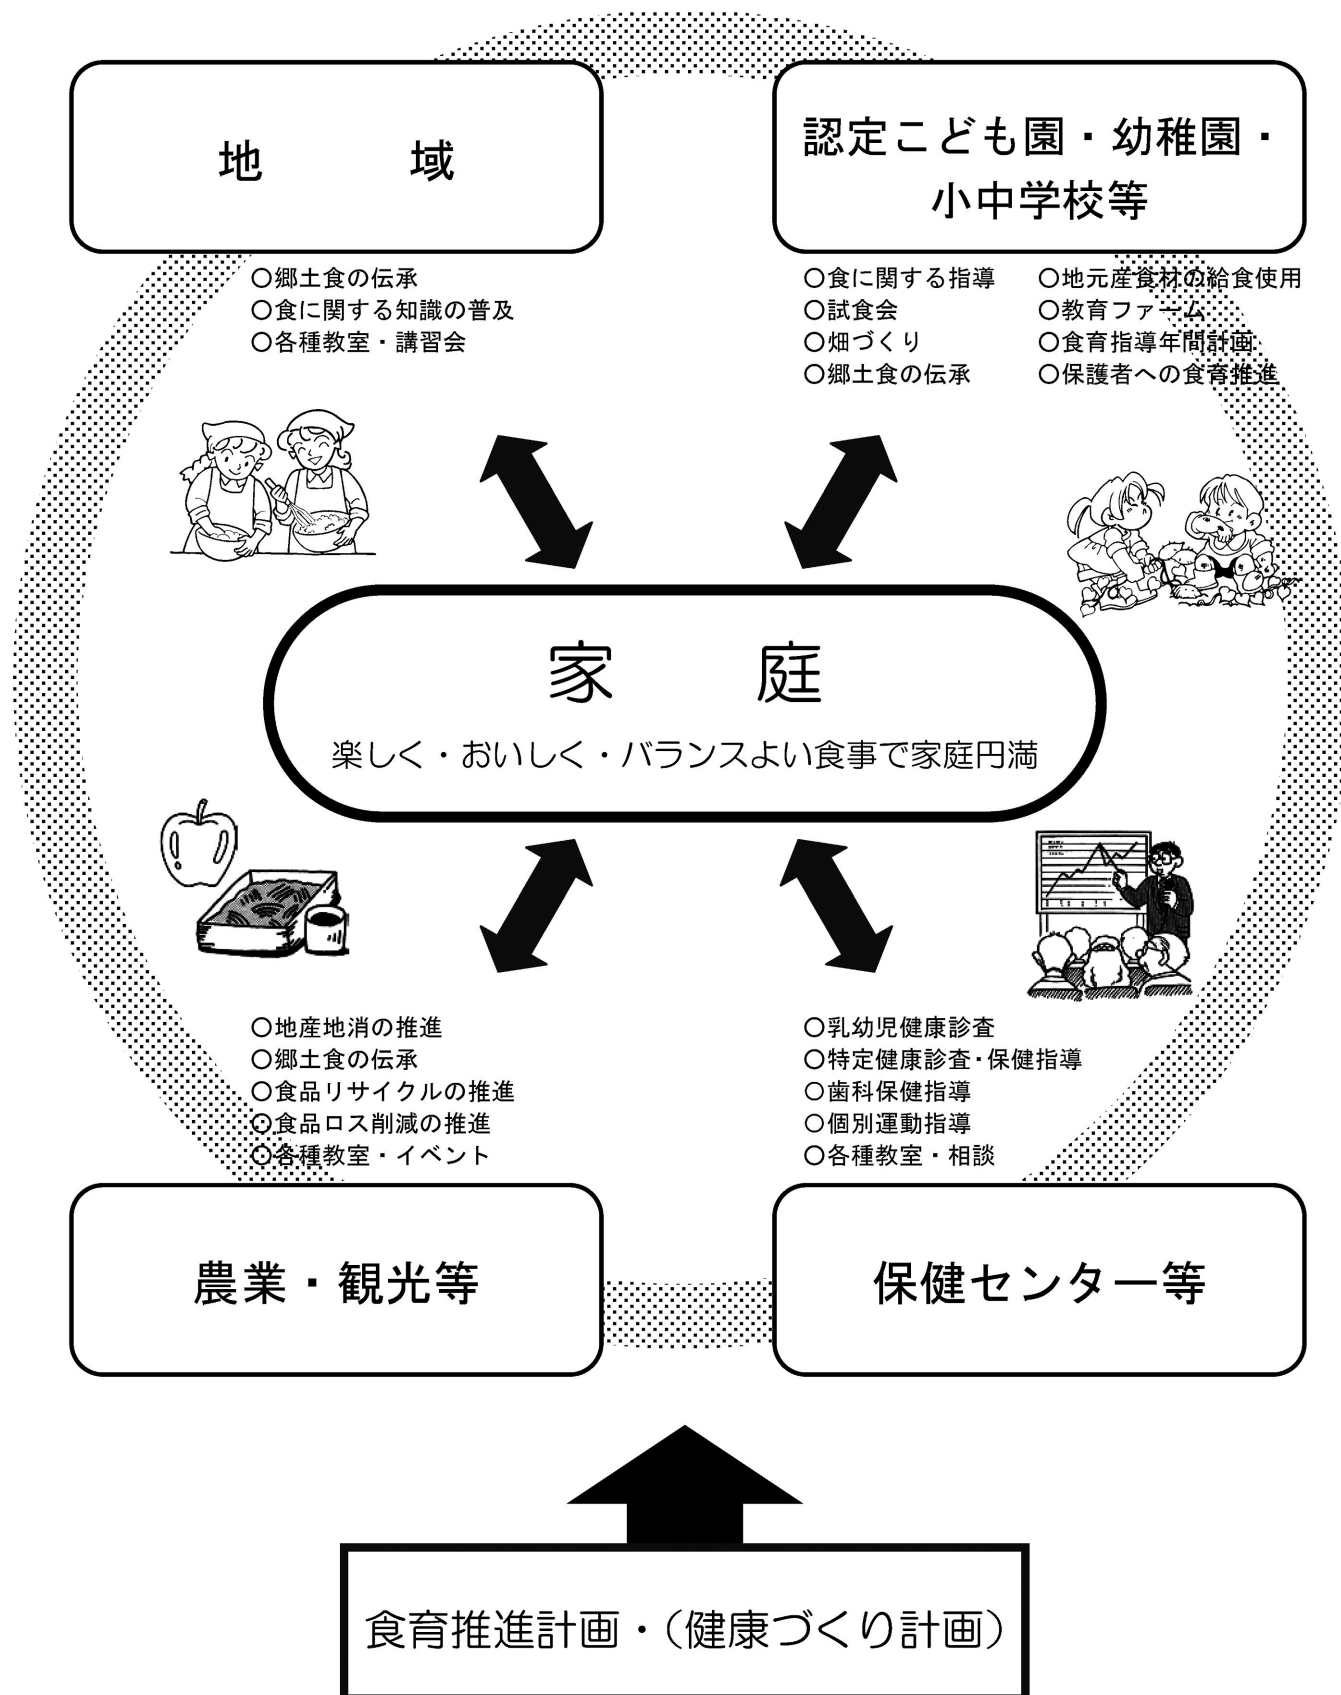 地　域
認定こども園・幼稚園・
小中学校等
○郷土食の伝承
○食に関する知識の普及
○各種教室・講習会
○食に関する指導
○試食会
○畑づくり
○郷土食の伝承
○地元産食材の給食使用
○教育ファーム
○食育指導年間計画
○保護者への食育推進
家　庭
楽しく・おいしく・バランスよい食事で家庭円満
○地産地消の推進
○郷土食の伝承
○食品リサイクルの推進
○食品ロス削減の推進
○各種教室・イベント
○乳幼児健康診査
○特定健康診査・保健指導
○歯科保健指導
○個別運動指導
○各種教室・相談
農業・観光等
保健センター等
食育推進計画・（健康づくり計画）